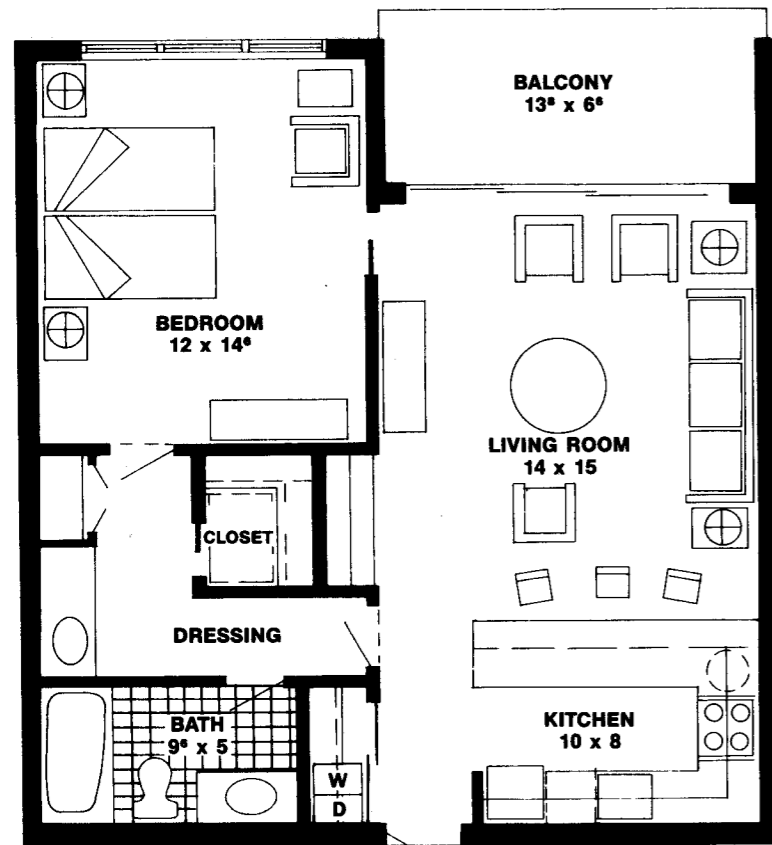 BALCONY
13⁸ x 6⁶
BEDROOM
12 x 14⁶
LIVING ROOM
14 x 15
CLOSET
DRESSING
BATH
9⁶ x 5
KITCHEN
10 x 8
W
D